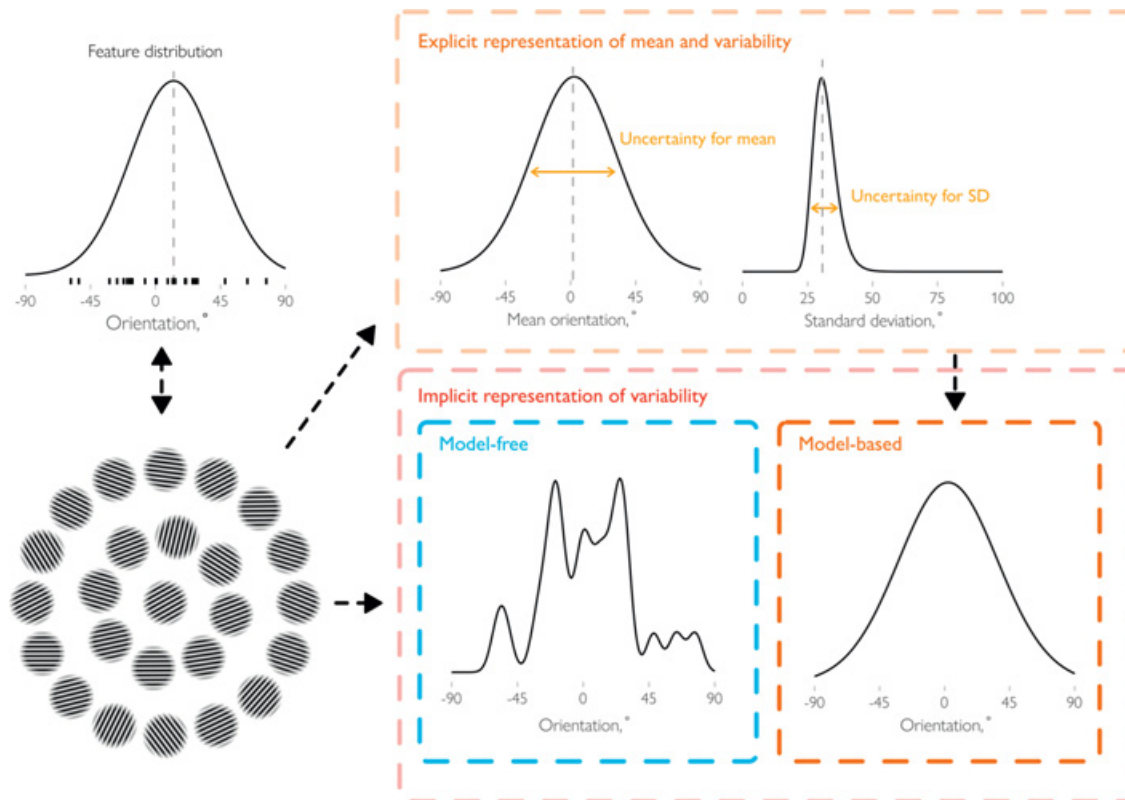 Feature distribution
-90 -45 0 45 90
Orientation,°
Explicit representation of mean and variability
Uncertainty for mean
-90 -45 0 45 90
Mean orientation,°
Uncertainty for SD
0 25 50 75 100
Standard deviation,°
Implicit representation of variability
Model-free
-90 -45 0 45 90
Orientation,°
Model-based
-90 -45 0 45 90
Orientation,°